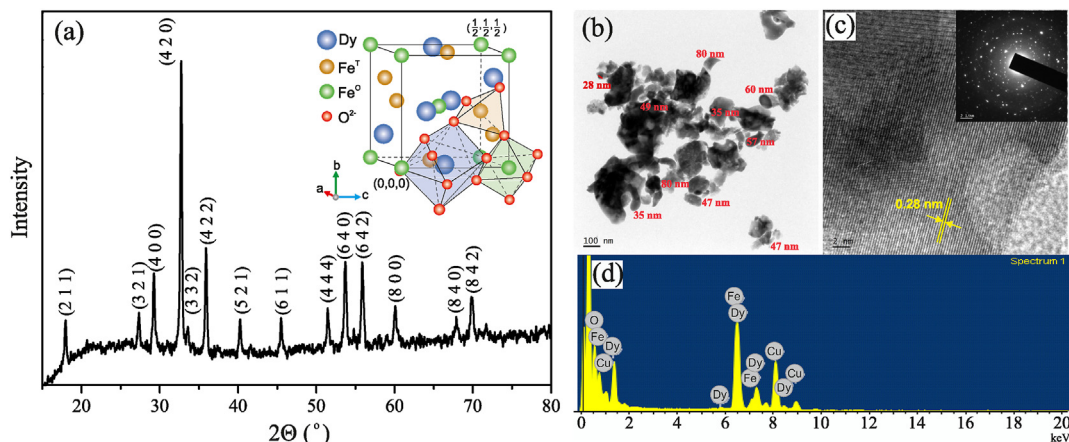 (a)
Intensity
(2 1 1)
(3 2 1)
(4 0 0)
(4 2 0)
(3 3 2)
(4 2 2)
(5 2 1)
(6 1 1)
(4 4 4)
(6 4 0)
(6 4 2)
(8 0 0)
(8 4 0)
(8 4 2)
Dy
Feᵀ
Feᴼ
O²⁻
(½,½,½)
(0,0,0)
b
a
c
20 30 40 50 60 70 80
2Θ (°)
(b)
80 nm
28 nm
60 nm
49 nm
35 nm
57 nm
80 nm
35 nm
47 nm
47 nm
100 nm
(c)
0.28 nm
2 nm
(d)
Spectrum 1
O
Fe
Cu
Dy
Fe
Dy
Dy
Dy
Fe
Cu
Dy
Cu
0 2 4 6 8 10 12 14 16 18 20
keV